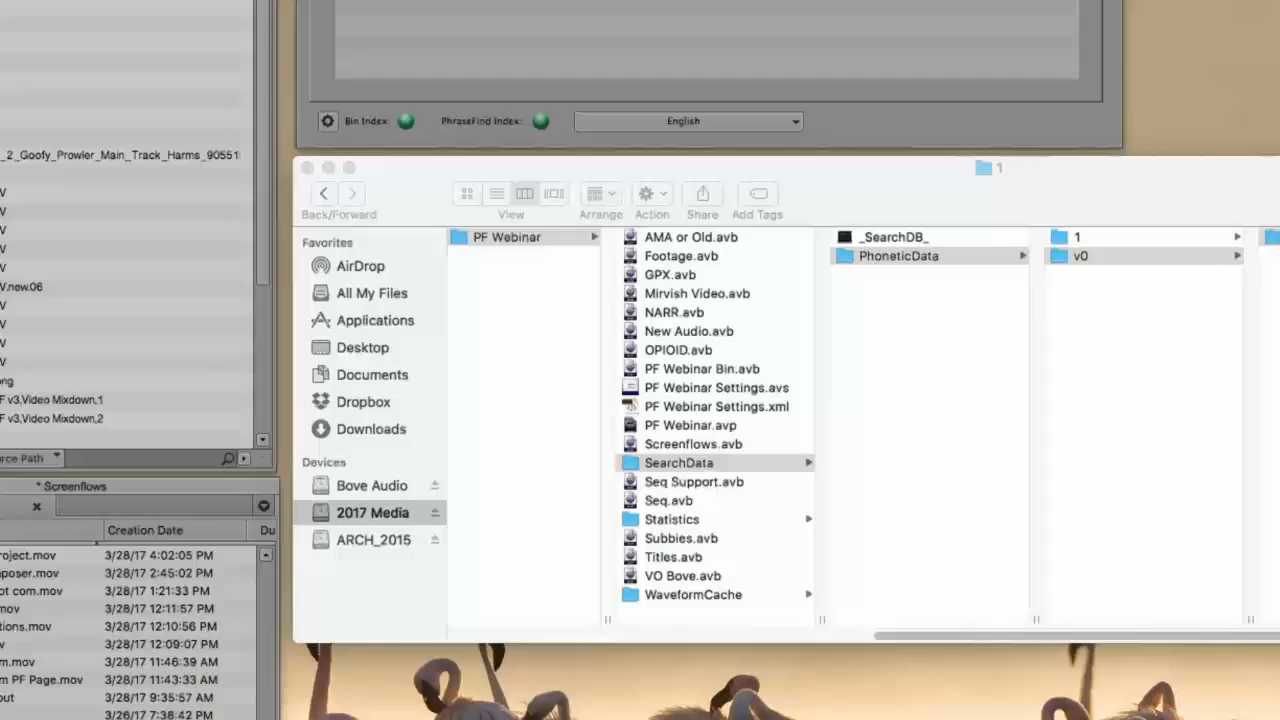 Bin Index: PhraseFind Index: English
_2_Goofy_Prowler_Main_Track_Harms_90551
V
V
V
V
V
V.new.06
V
V
V
V
ong
F v3,Video Mixdown,1
F v3,Video Mixdown,2
rce Path
* Screenflows
Creation Date Du
roject.mov 3/28/17 4:02:05 PM
poser.mov 3/28/17 2:45:02 PM
ot com.mov 3/28/17 1:21:33 PM
mov 3/28/17 12:11:57 PM
tions.mov 3/28/17 12:10:56 PM
v 3/28/17 12:09:07 PM
m.mov 3/28/17 11:46:39 AM
m PF Page.mov 3/28/17 11:43:33 AM
out 3/28/17 9:35:57 AM
3/26/17 7:38:42 PM
1
Back/Forward View Arrange Action Share Add Tags
Favorites
AirDrop
All My Files
Applications
Desktop
Documents
Dropbox
Downloads
Devices
Bove Audio
2017 Media
ARCH_2015
PF Webinar
AMA or Old.avb
Footage.avb
GPX.avb
Mirvish Video.avb
NARR.avb
New Audio.avb
OPIOID.avb
PF Webinar Bin.avb
PF Webinar Settings.avs
PF Webinar Settings.xml
PF Webinar.avp
Screenflows.avb
SearchData
Seq Support.avb
Seq.avb
Statistics
Subbies.avb
Titles.avb
VO Bove.avb
WaveformCache
_SearchDB_
PhoneticData
1
v0